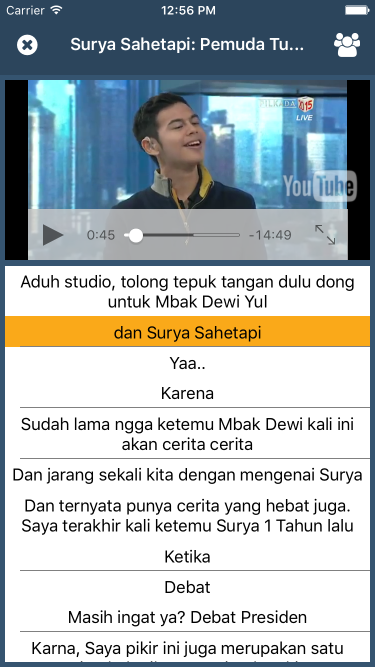 Carrier 12:56 PM
Surya Sahetapi: Pemuda Tu...
PILKADA 2015
LIVE
YouTube
0:45 -14:49
Aduh studio, tolong tepuk tangan dulu dong
untuk Mbak Dewi Yul
dan Surya Sahetapi
Yaa..
Karena
Sudah lama ngga ketemu Mbak Dewi kali ini
akan cerita cerita
Dan jarang sekali kita dengan mengenai Surya
Dan ternyata punya cerita yang hebat juga.
Saya terakhir kali ketemu Surya 1 Tahun lalu
Ketika
Debat
Masih ingat ya? Debat Presiden
Karna, Saya pikir ini juga merupakan satu